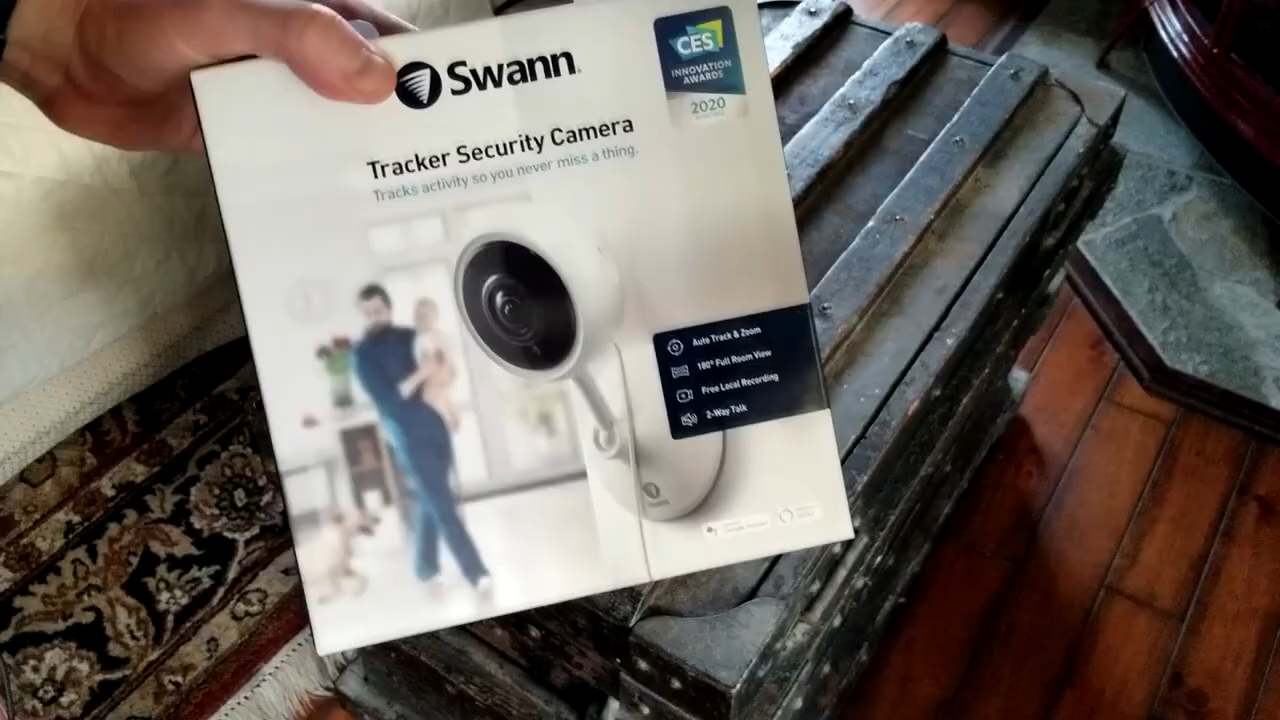 Swann
CES
INNOVATION
AWARDS
2020
Tracker Security Camera
Tracks activity so you never miss a thing.
Auto Track & Zoom
180° Full Room View
Free Local Recording
2-Way Talk